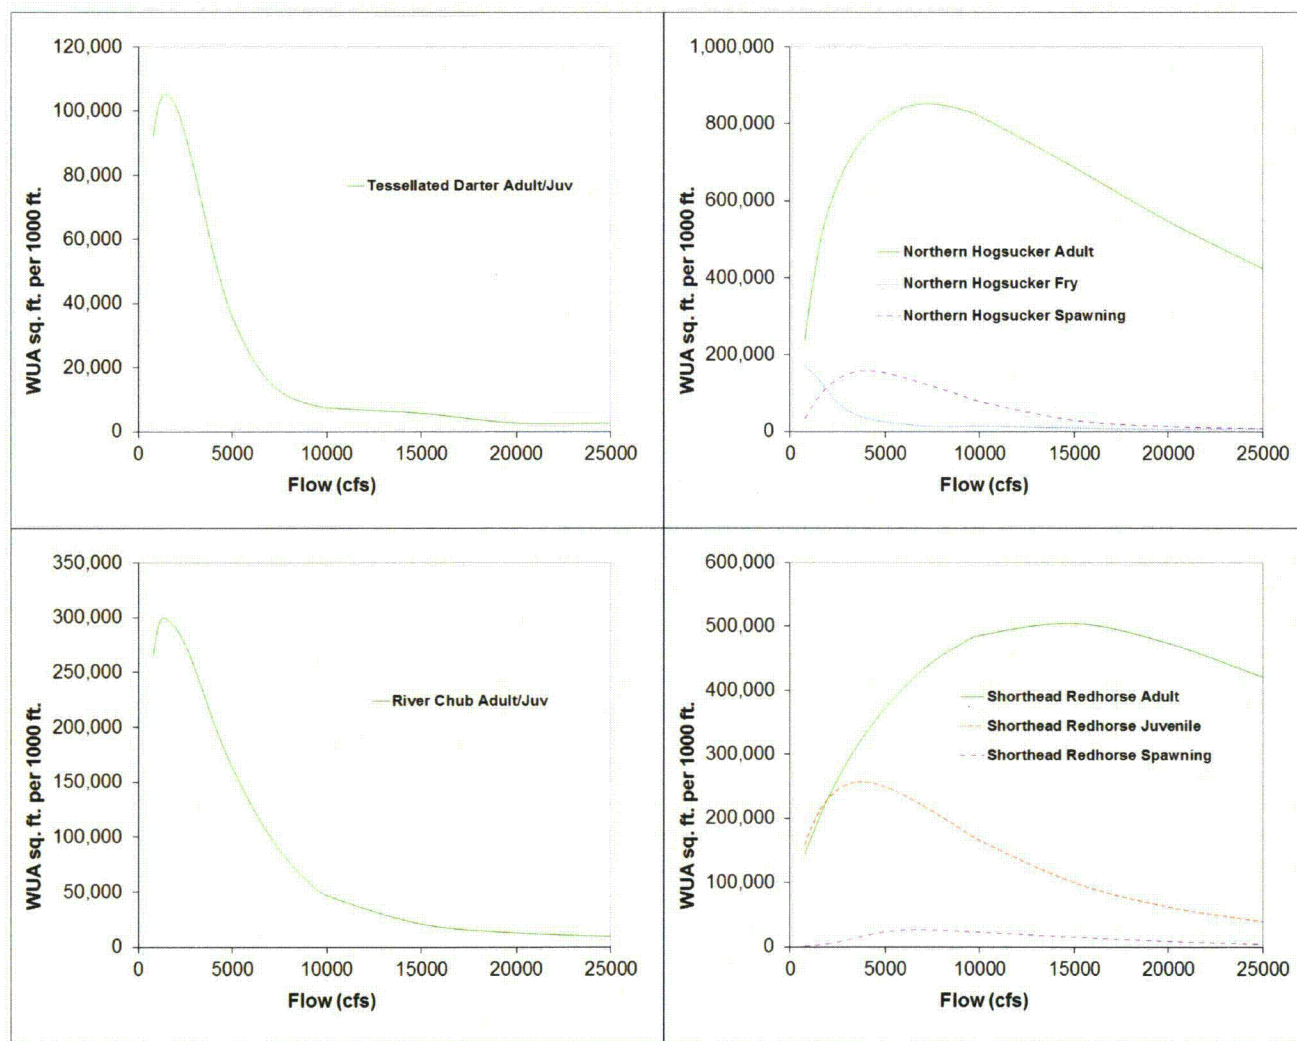 120,000
100,000
80,000
60,000
40,000
20,000
0
WUA sq. ft. per 1000 ft.
Tessellated Darter Adult/Juv
0 5000 10000 15000 20000 25000
Flow (cfs)
1,000,000
800,000
600,000
400,000
200,000
0
WUA sq. ft. per 1000 ft.
Northern Hogsucker Adult
Northern Hogsucker Fry
Northern Hogsucker Spawning
0 5000 10000 15000 20000 25000
Flow (cfs)
350,000
300,000
250,000
200,000
150,000
100,000
50,000
0
WUA sq. ft. per 1000 ft.
River Chub Adult/Juv
0 5000 10000 15000 20000 25000
Flow (cfs)
600,000
500,000
400,000
300,000
200,000
100,000
0
WUA sq. ft. per 1000 ft.
Shorthead Redhorse Adult
Shorthead Redhorse Juvenile
Shorthead Redhorse Spawning
0 5000 10000 15000 20000 25000
Flow (cfs)